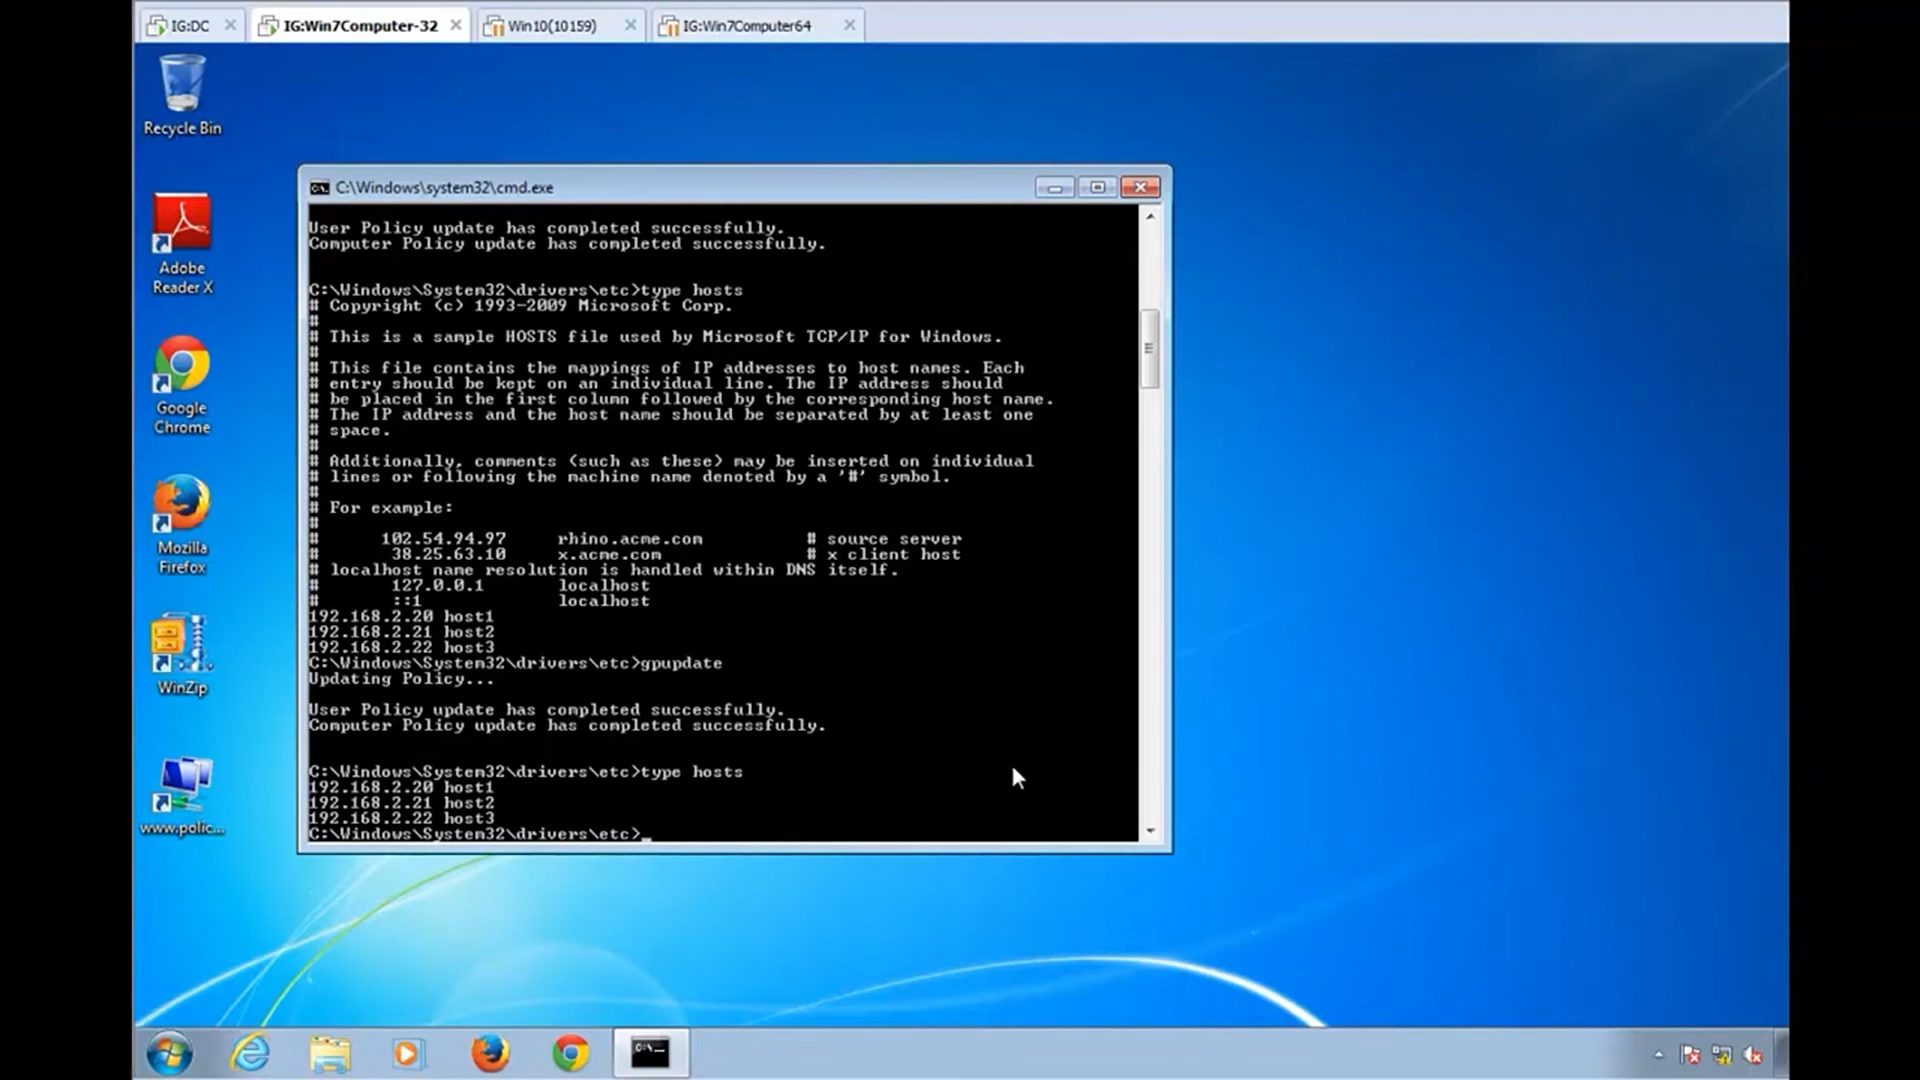 IG:DC
IG:Win7Computer-32
Win10(10159)
IG:Win7Computer64
Recycle Bin
Adobe
Reader X
Google
Chrome
Mozilla
Firefox
WinZip
www.polic...
C:\Windows\system32\cmd.exe
User Policy update has completed successfully.
Computer Policy update has completed successfully.
C:\Windows\System32\drivers\etc>type hosts
# Copyright (c) 1993-2009 Microsoft Corp.
#
# This is a sample HOSTS file used by Microsoft TCP/IP for Windows.
#
# This file contains the mappings of IP addresses to host names. Each
# entry should be kept on an individual line. The IP address should
# be placed in the first column followed by the corresponding host name.
# The IP address and the host name should be separated by at least one
# space.
#
# Additionally, comments (such as these) may be inserted on individual
# lines or following the machine name denoted by a '#' symbol.
#
# For example:
#
# 102.54.94.97 rhino.acme.com # source server
# 38.25.63.10 x.acme.com # x client host
# localhost name resolution is handled within DNS itself.
# 127.0.0.1 localhost
# ::1 localhost
192.168.2.20 host1
192.168.2.21 host2
192.168.2.22 host3
C:\Windows\System32\drivers\etc>gpupdate
Updating Policy...
User Policy update has completed successfully.
Computer Policy update has completed successfully.
C:\Windows\System32\drivers\etc>type hosts
192.168.2.20 host1
192.168.2.21 host2
192.168.2.22 host3
C:\Windows\System32\drivers\etc>_